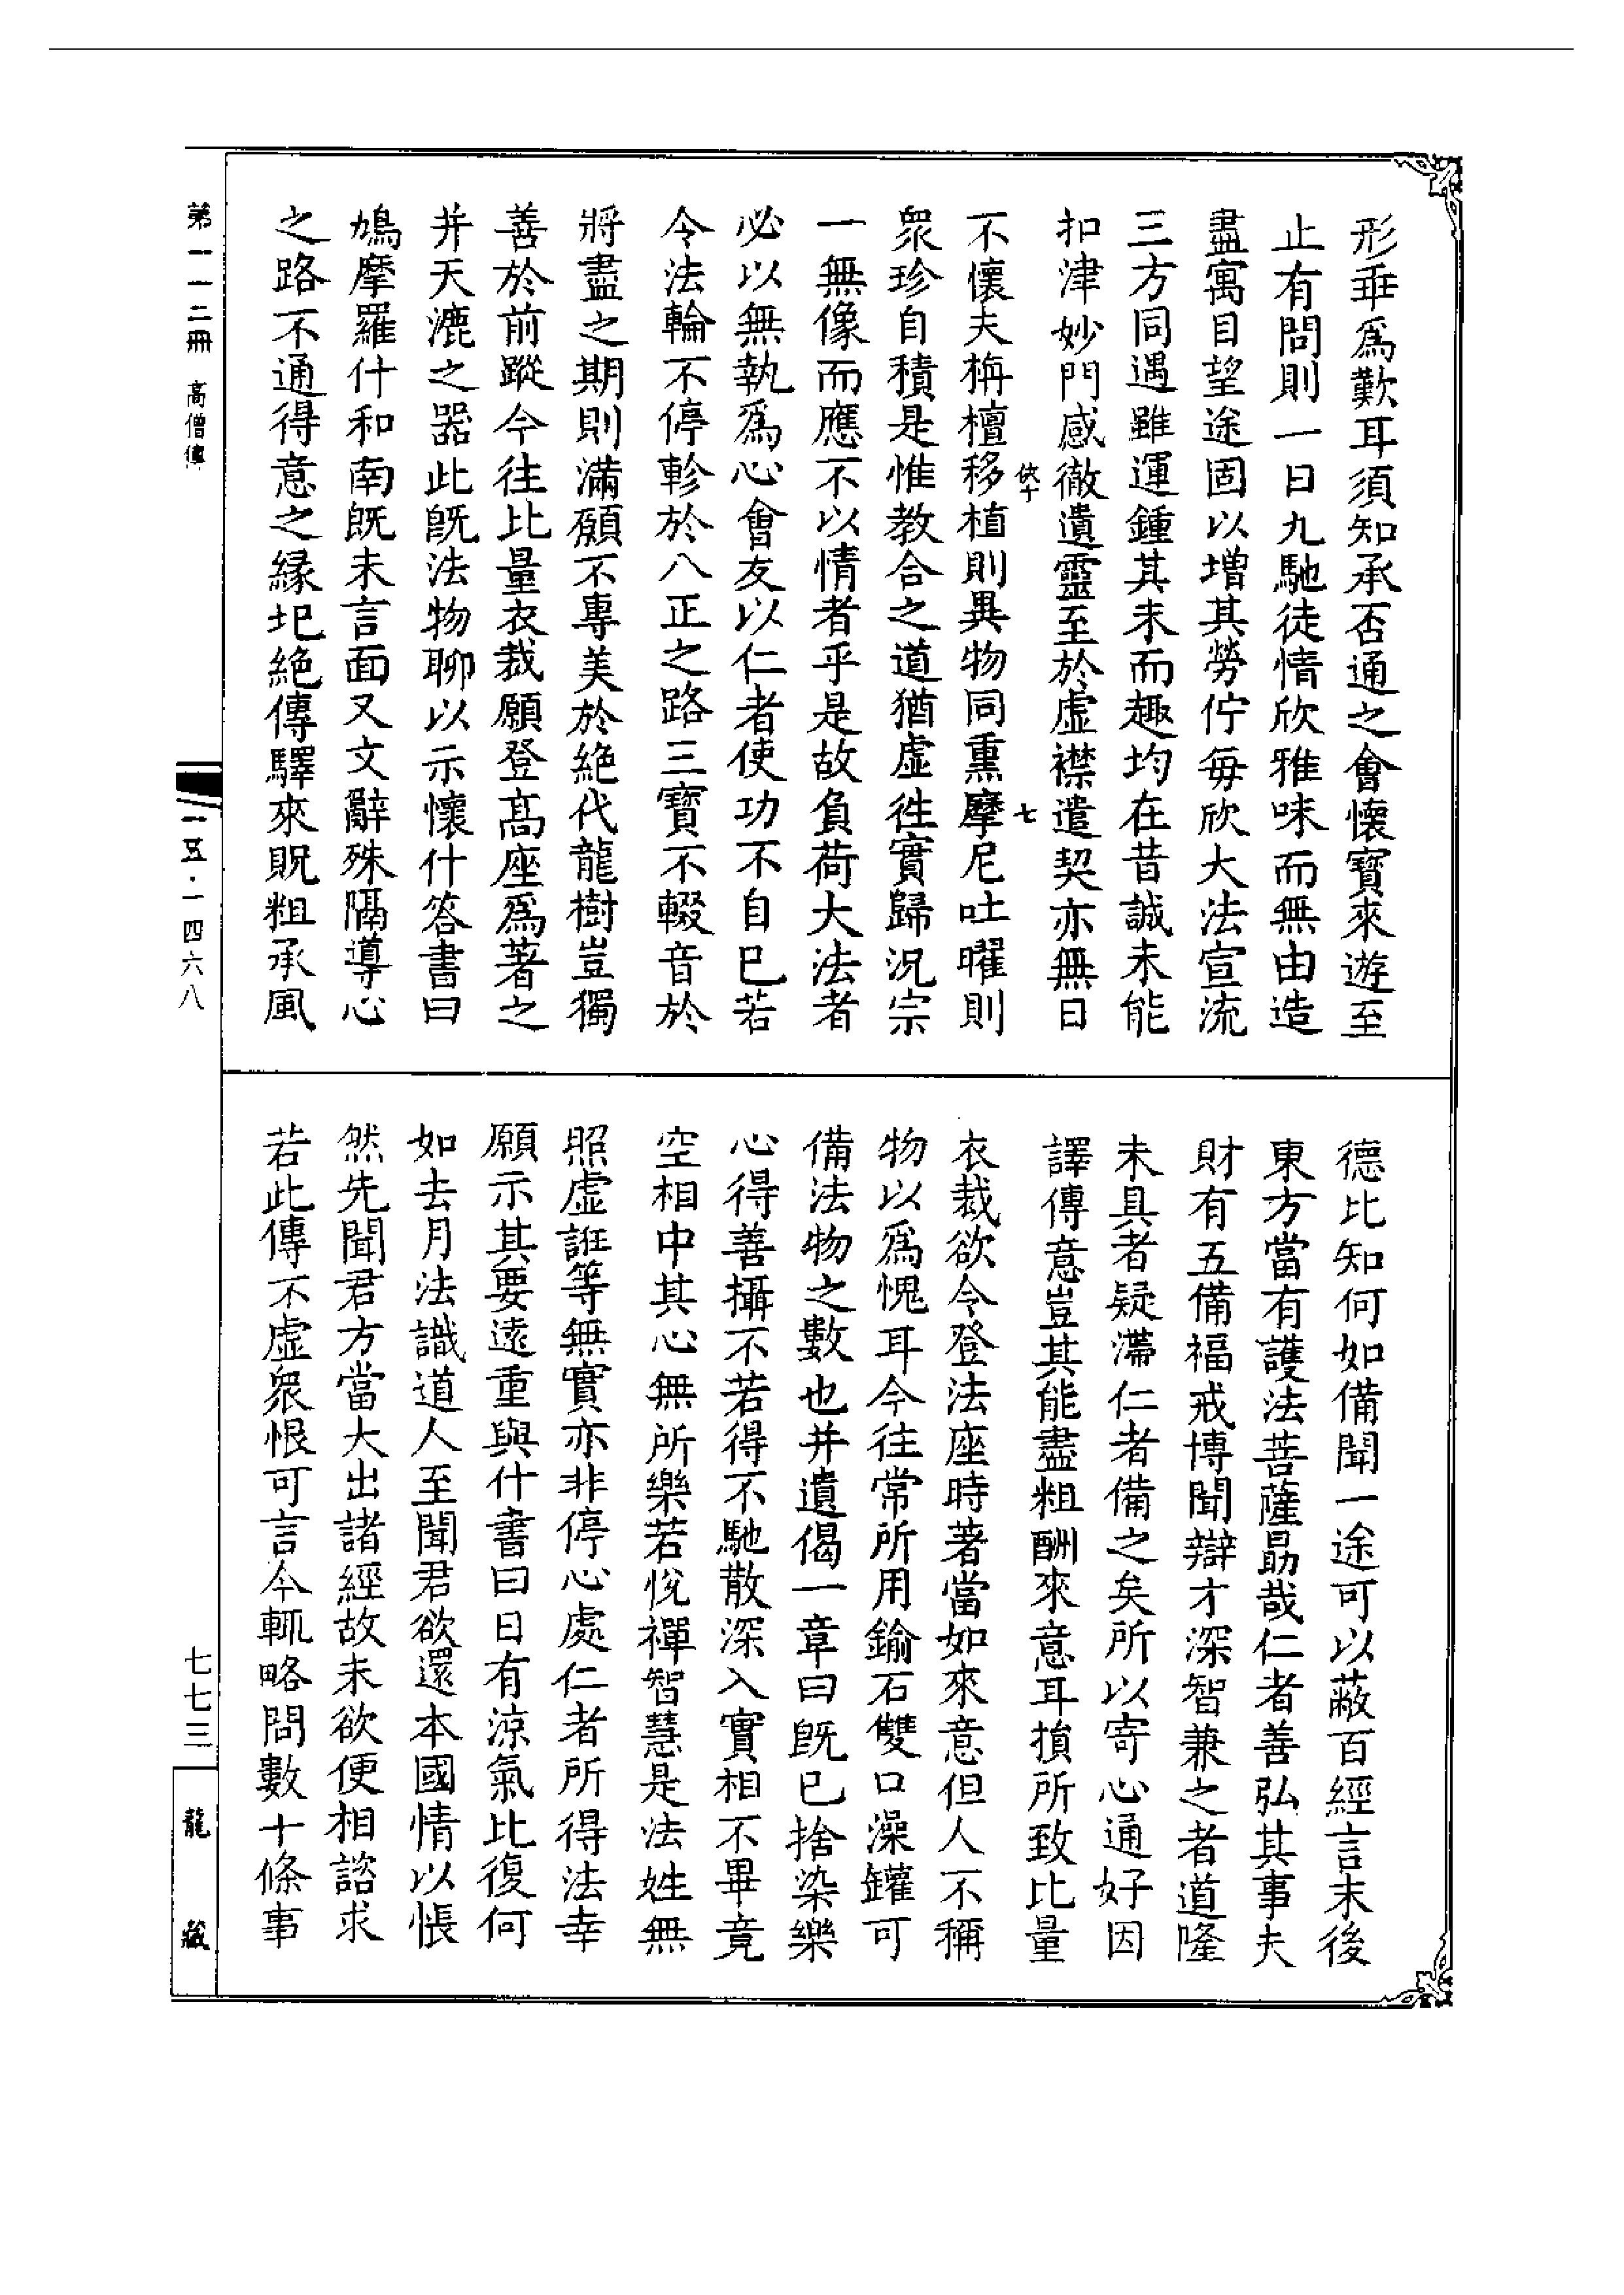 形垂爲歎耳須知承否通之會懷寶來遊至
止有問則一日九馳徒情欣雅味而無由造
盡寓目望途固以增其勞佇每欣大法宣流
三方同遇雖運鍾其末而趣均在昔誠未能
扣津妙門感徹遺靈至於虛襟遣契亦無日
俠十
七
不懷夫栴檀移植則異物同熏摩尼吐曜則
衆珍自積是惟教合之道猶虛往實歸況宗
一無像而應不以情者乎是故負荷大法者
必以無執爲心會友以仁者使功不自已若
令法輪不停軫於八正之路三寶不輟音於
將盡之期則滿願不專美於絶代龍樹豈獨
善於前蹤今往比量衣裁願登髙座爲著之
并天漉之器此旣法物聊以示懷什答書曰
鳩摩羅什和南旣未言面又文辭殊隔導心
之路不通得意之縁圯絶傳驛來貺粗承風
德比知何如備聞一途可以蔽百經言末後
東方當有護法菩薩勗哉仁者善弘其事夫
財有五備福戒博聞辯才深智兼之者道隆
未具者疑滯仁者備之矣所以寄心通好因
譯傳意豈其能盡粗酬來意耳損所致比量
衣裁欲令登法座時著當如來意但人不稱
物以爲愧耳今往常所用鍮石雙口澡罐可
備法物之數也并遺偈一章曰旣已捨染樂
心得善攝不若得不馳散深入實相不畢竟
空相中其心無所樂若悅禪智慧是法姓無
照虛誑等無實亦非停心處仁者所得法幸
願示其要遠重與什書曰日有涼氣比復何
如去月法識道人至聞君欲還本國情以悵
然先聞君方當大出諸經故未欲便相諮求
若此傳不虛衆恨可言今輒略問數十條事
第一一三冊 高僧傳
一五·一四六八
七七三
龍藏